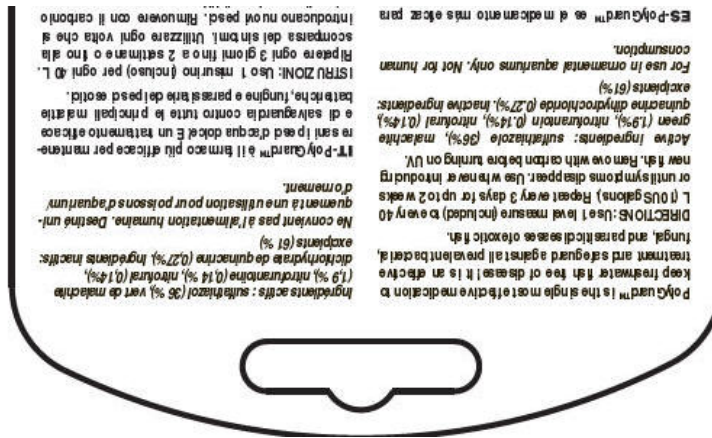 PolyGuard™ is the single most effective medication to
keep freshwater fish free of disease! It is an effective
treatment and safeguard against all prevalent bacterial,
fungal, and parasitic diseases of exotic fish.
DIRECTIONS: Use 1 level measure (included) to every 40
L (10 US gallons). Repeat every 3 days for up to 2 weeks
or until symptoms disappear. Use whenever introducing
new fish. Remove with carbon before turning on UV.
Active ingredients: sulfathiazole (36%), malachite
green (1.9%), nitrofurantoin (0.14%), nitrofural (0.14%),
quinacine dihydrochloride (0.27%). Inactive ingredients:
excipients (61%)
For use in ornamental aquariums only. Not for human
consumption.
ES-PolyGuard™ es el medicamento más eficaz para
Ingrédients actifs : sulfathiazol (36 %), vert de malachite
(1,9 %), nitrofurantoïne (0,14 %), nitrofural (0,14%),
dichlorhydrate de quinacrine (0,27%). Ingrédients inactifs:
excipients (61 %)
Ne convient pas à l'alimentation humaine. Destiné uni-
quement à une utilisation pour poissons d'aquarium/
d'ornement.
IT-PolyGuard™ è il farmaco più efficace per mantene-
re sani i pesci d'acqua dolce! È un trattamento efficace
e di salvaguardia contro tutte le principali malattie
batteriche, fungine e parassitarie dei pesci esotici.
ISTRUZIONI: Uso 1 misurino (incluso) per ogni 40 L.
Ripetere ogni 3 giorni fino a 2 settimane o fino alla
scomparsa dei sintomi. Utilizzare ogni volta che si
introducano nuovi pesci. Rimuovere con il carbonio